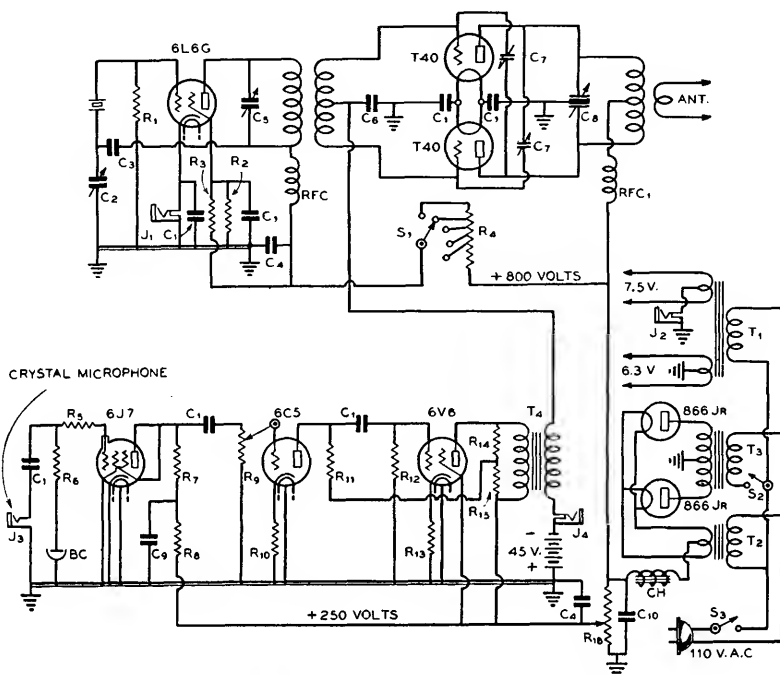 6L6G
T40
C7
R1
C5
C6
C1
C1
C8
ANT.
C3
R3
R2
T40
C7
C2
RFC
RFC1
J1
C1
C1
S1
R4
C4
+800 VOLTS
7.5 V.
J2
T1
CRYSTAL MICROPHONE
6.3 V
R5
6J7
C1
6C5
C1
6V6
T4
866 JR
R14
T3
C1
R6
R7
R9
R11
R12
S2
R15
866 JR
J3
BC
C9
R8
R10
R13
- 45 V. +
J4
T2
CH
C4
+250 VOLTS
R16
C10
S3
110 V. A.C